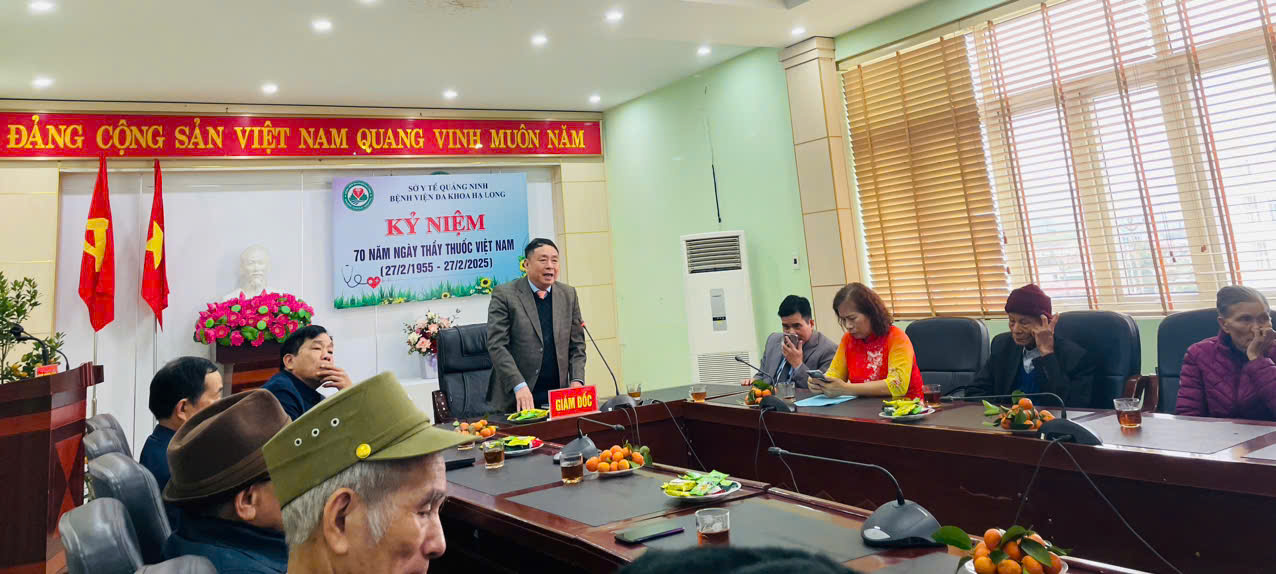 ĐẢNG CỘNG SẢN VIỆT NAM QUANG VINH MUÔN NĂM
SỞ Y TẾ QUẢNG NINH
BỆNH VIỆN ĐA KHOA HẠ LONG
KỶ NIỆM
70 NĂM NGÀY THẦY THUỐC VIỆT NAM
(27/2/1955 - 27/2/2025)
GIÁM ĐỐC